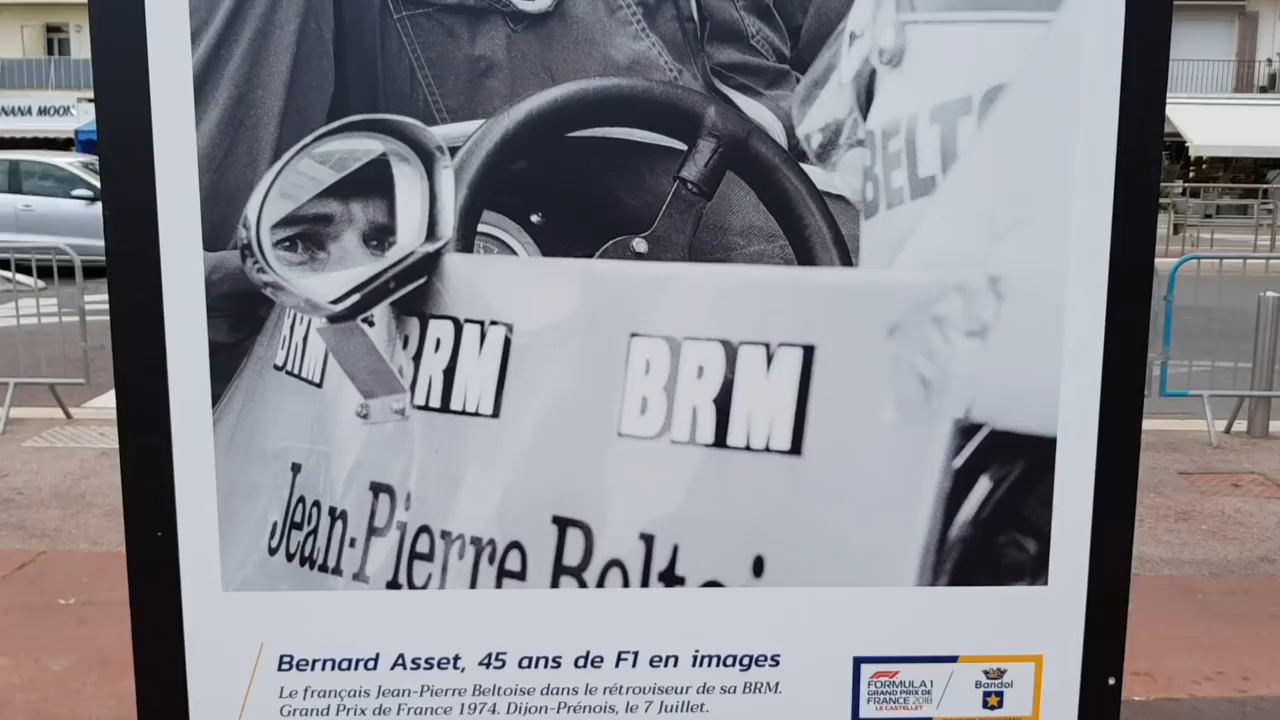 NANA MOON
BELTO
BRM BRM BRM
Jean-Pierre Beltoi
Bernard Asset, 45 ans de F1 en images
Le français Jean-Pierre Beltoise dans le rétroviseur de sa BRM.
Grand Prix de France 1974. Dijon-Prénois, le 7 Juillet.
FORMULA 1
GRAND PRIX DE
FRANCE 2018
LE CASTELLET
Bandol